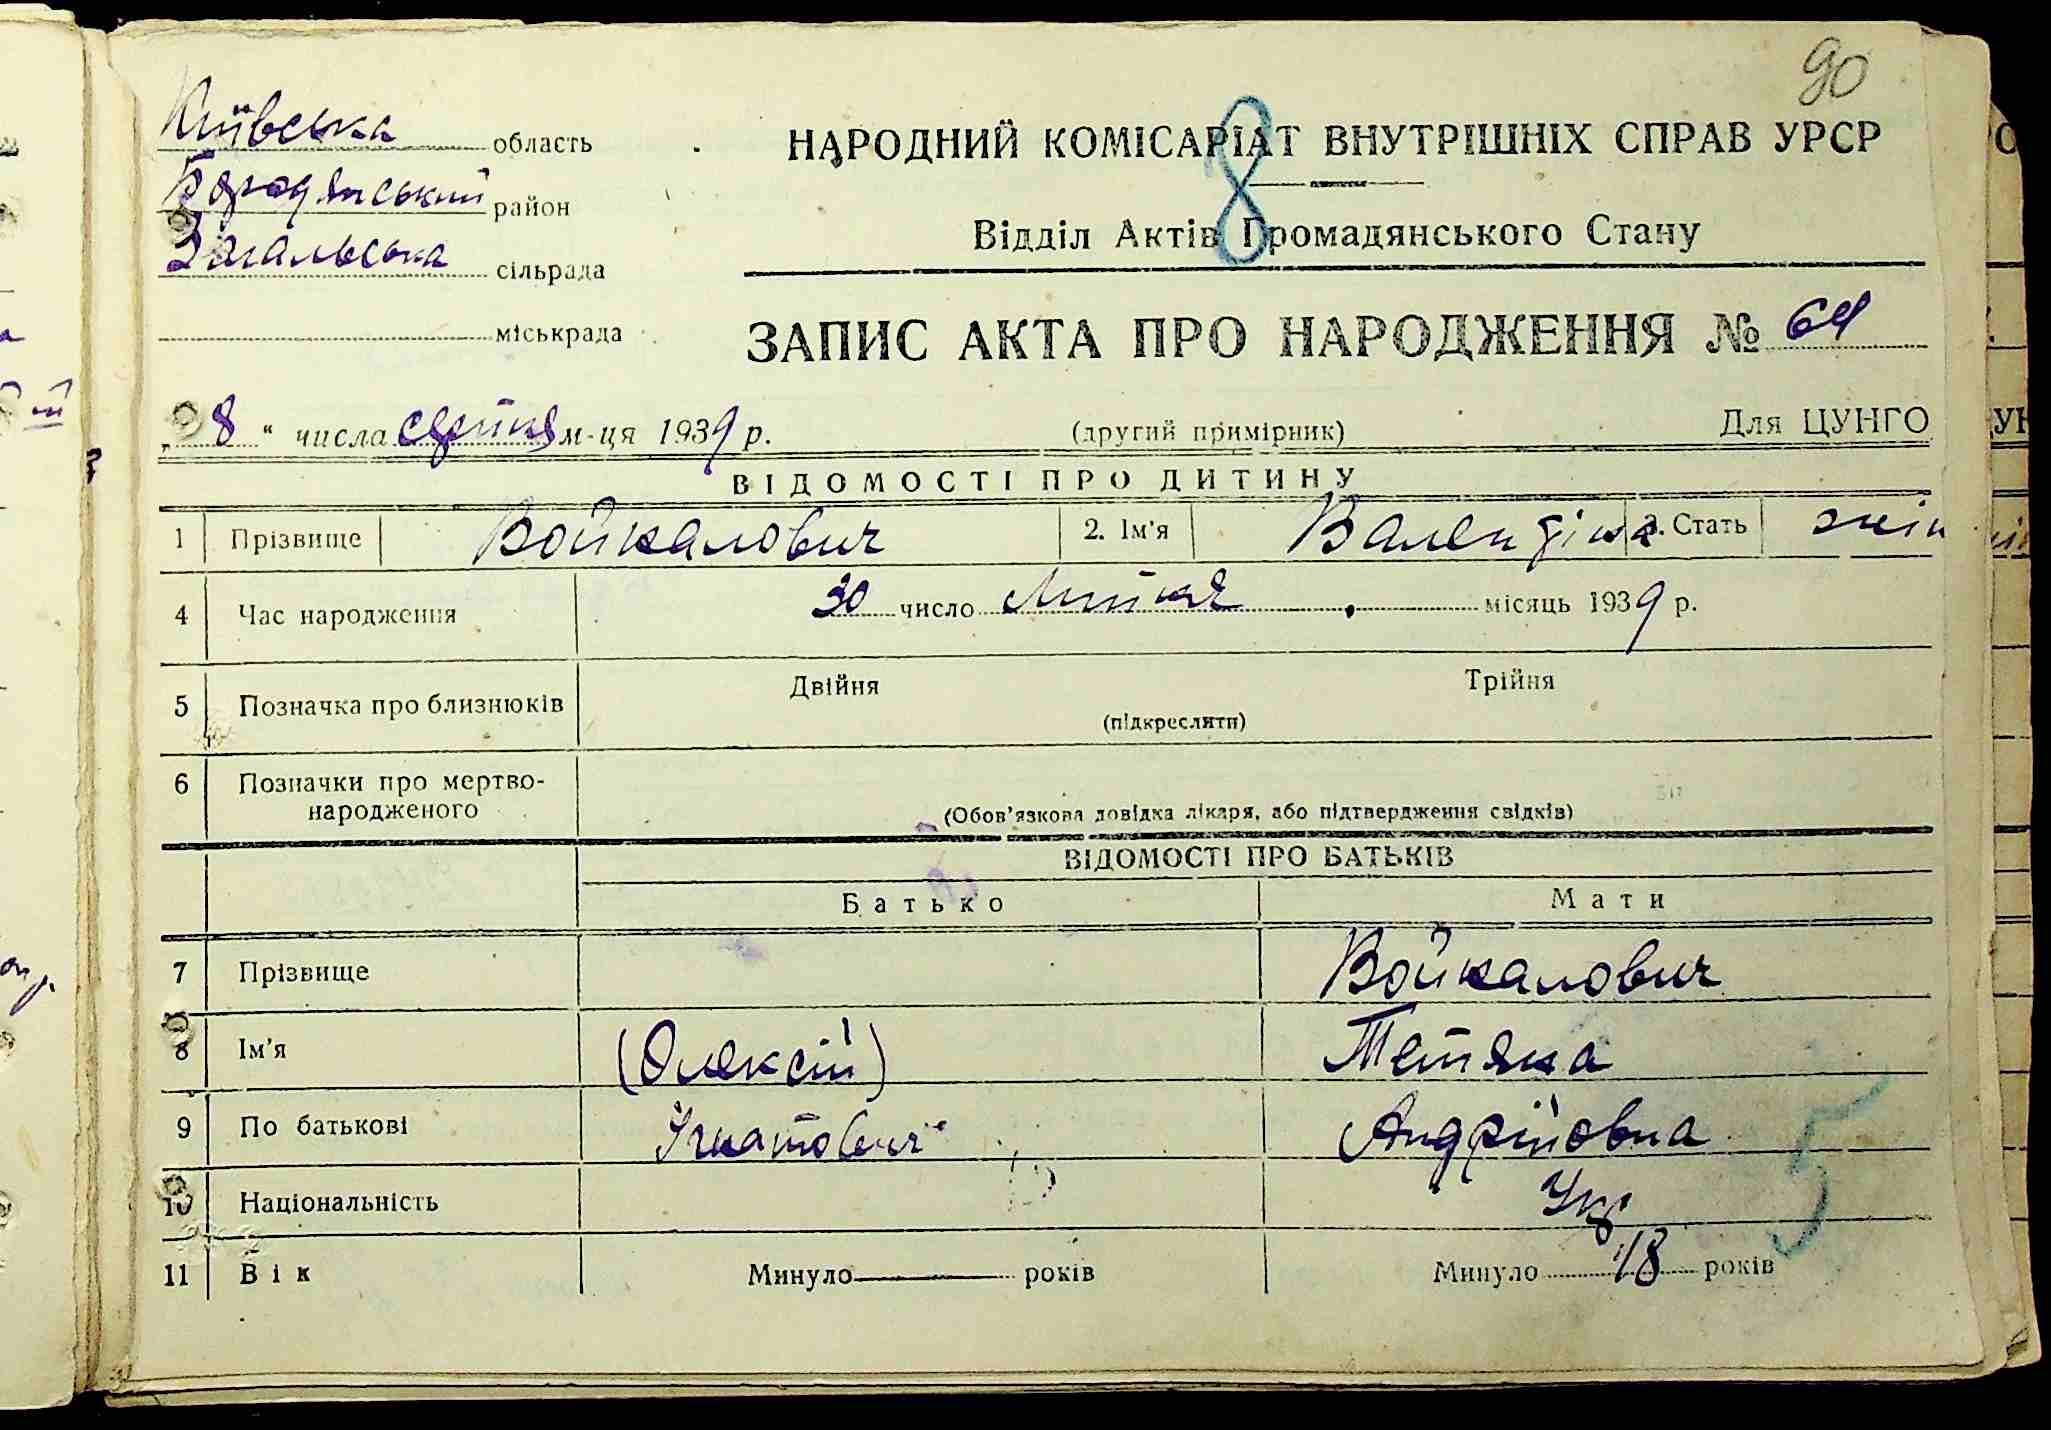 90
Київська область
Бородянський район
Загальська сільрада
міськрада
НАРОДНИЙ КОМІСАРІАТ ВНУТРІШНІХ СПРАВ УРСР
8
Відділ Актів Громадянського Стану
ЗАПИС АКТА ПРО НАРОДЖЕННЯ № 64
„ 8 “ числа серпня м-ця 1939 р.
(другий примірник)
Для ЦУНГО
ВІДОМОСТІ ПРО ДИТИНУ
1 Прізвище Войкалович 2. Ім'я Валентіна 3. Стать жін
4 Час народження 30 число Липня місяць 1939 р.
5 Позначка про близнюків Двійня Трійня
(підкреслити)
6 Позначки про мертво-
народженого
(Обов'язкова довідка лікаря, або підтвердження свідків)
ВІДОМОСТІ ПРО БАТЬКІВ
Батько Мати
7 Прізвище Войкалович
8 Ім'я (Олексій) Тетяна
9 По батькові Ігнатович Андріївна
10 Національність Укр
11 Вік Минуло років Минуло 18 років
5